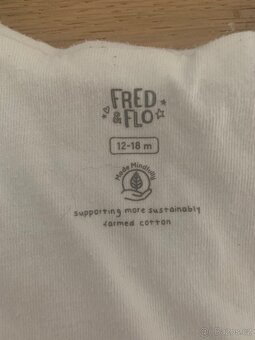 FRED
& FLO
12-18 m
Made Mindfully
supporting more sustainably
farmed cotton